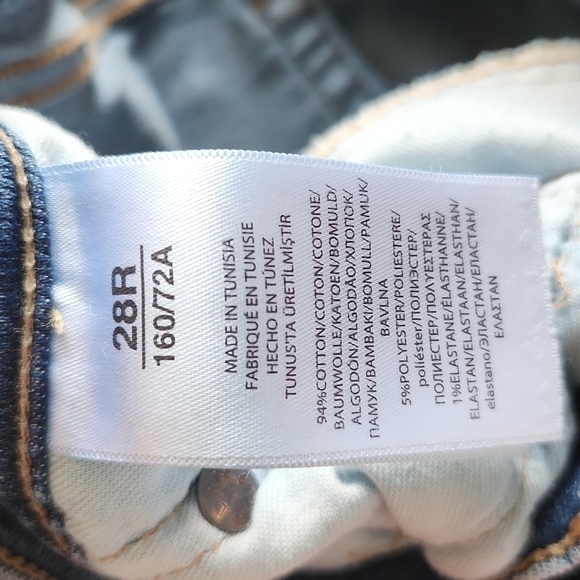 28R
160/72A
MADE IN TUNISIA
FABRIQUÉ EN TUNISIE
HECHO EN TÚNEZ
TUNUSTA ÜRETİLMİŞTİR
94%COTTON/COTON/COTONE/
BAUMWOLLE/KATOEN/BOMULD/
ALGODÓN/ALGODÃO/ХЛОПОК/
ПАМУК/BAMBAKI/BOMULL/PAMUK/
BAVLNA
5%POLYESTER/POLIESTERE/
poliéster/ПОЛИЭСТЕР/
ПОЛИЕСТЕР/ΠΟΛΥΕΣΤΕΡΑΣ
1%ELASTANE/ÉLASTHANNE/
ELASTAN/ELASTAAN/ELASTHAN/
elastano/ЭЛАСТАН/ЕЛАСТАН/
ΕΛΑΣΤΑΝ